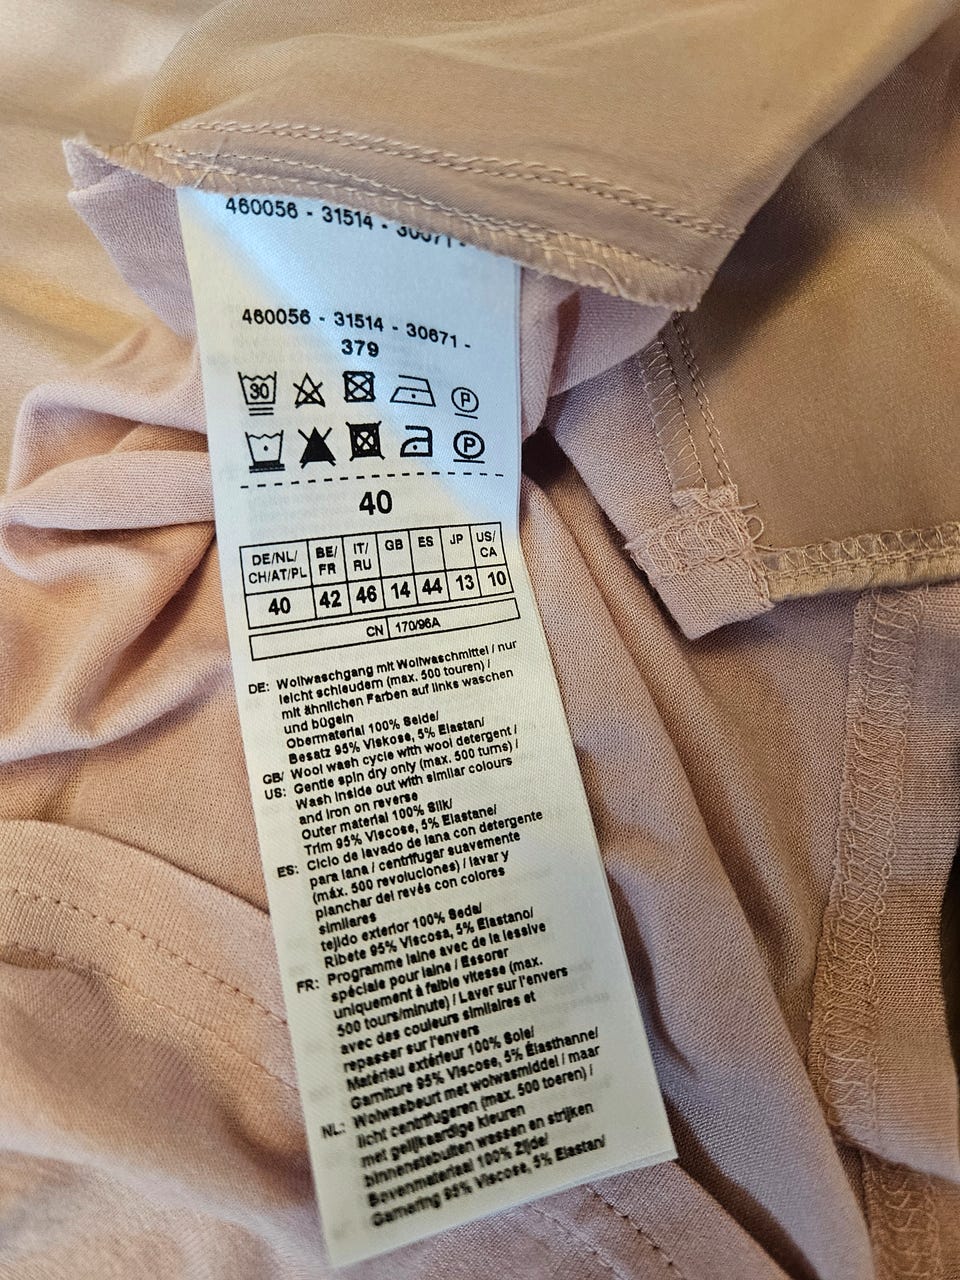 460056 - 31514 - 30671 -
460056 - 31514 - 30671 -
379
30 P
P
40
DE/NL/ CH/AT/PL BE/ FR IT/ RU GB ES JP US/ CA
40 42 46 14 44 13 10
CN 170/96A
DE: Wollwaschgang mit Wollwaschmittel / nur
leicht schleudern (max. 500 touren) /
mit ähnlichen Farben auf links waschen
und bügeln
Obermaterial 100% Seide/
Besatz 95% Viskose, 5% Elastan/
GB/ Wool wash cycle with wool detergent /
US: Gentle spin dry only (max. 500 turns) /
Wash inside out with similar colours
and iron on reverse
Outer material 100% Silk/
Trim 95% Viscose, 5% Elastane/
ES: Ciclo de lavado de lana con detergente
para lana / centrifugar suavemente
(máx. 500 revoluciones) / lavar y
planchar del revés con colores
similares
tejido exterior 100% Seda/
Ribete 95% Viscosa, 5% Elastano/
FR: Programme laine avec de la lessive
spéciale pour laine / Essorer
uniquement à faible vitesse (max.
500 tours/minute) / Laver sur l'envers
avec des couleurs similaires et
repasser sur l'envers
Matériau extérieur 100% Soie/
Garniture 95% Viscose, 5% Élasthanne/
NL: Wolwasbeurt met wolwasmiddel / maar
licht centrifugeren (max. 500 toeren) /
met gelijkaardige kleuren
binnenstebuiten wassen en strijken
Bovenmateriaal 100% Zijde/
Garnering 95% Viscose, 5% Elastan/